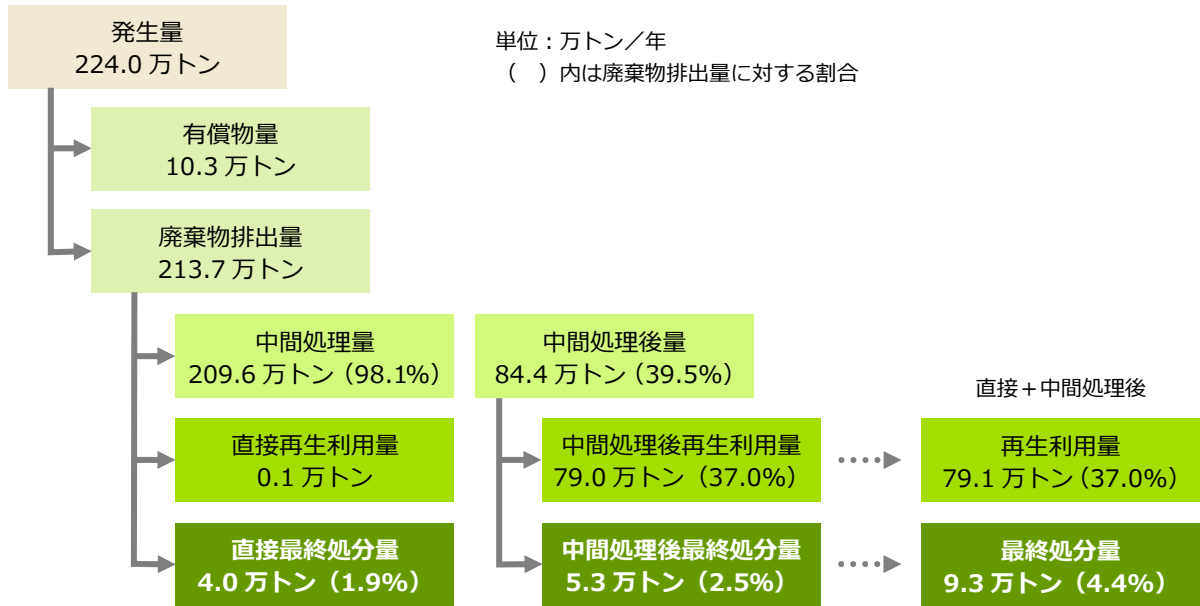 発生量
224.0 万トン
単位：万トン／年
（　）内は廃棄物排出量に対する割合
有償物量
10.3 万トン
廃棄物排出量
213.7 万トン
中間処理量
209.6 万トン（98.1%）
中間処理後量
84.4 万トン（39.5%）
直接＋中間処理後
直接再生利用量
0.1 万トン
中間処理後再生利用量
79.0 万トン（37.0%）
再生利用量
79.1 万トン（37.0%）
直接最終処分量
4.0 万トン（1.9%）
中間処理後最終処分量
5.3 万トン（2.5%）
最終処分量
9.3 万トン（4.4%）